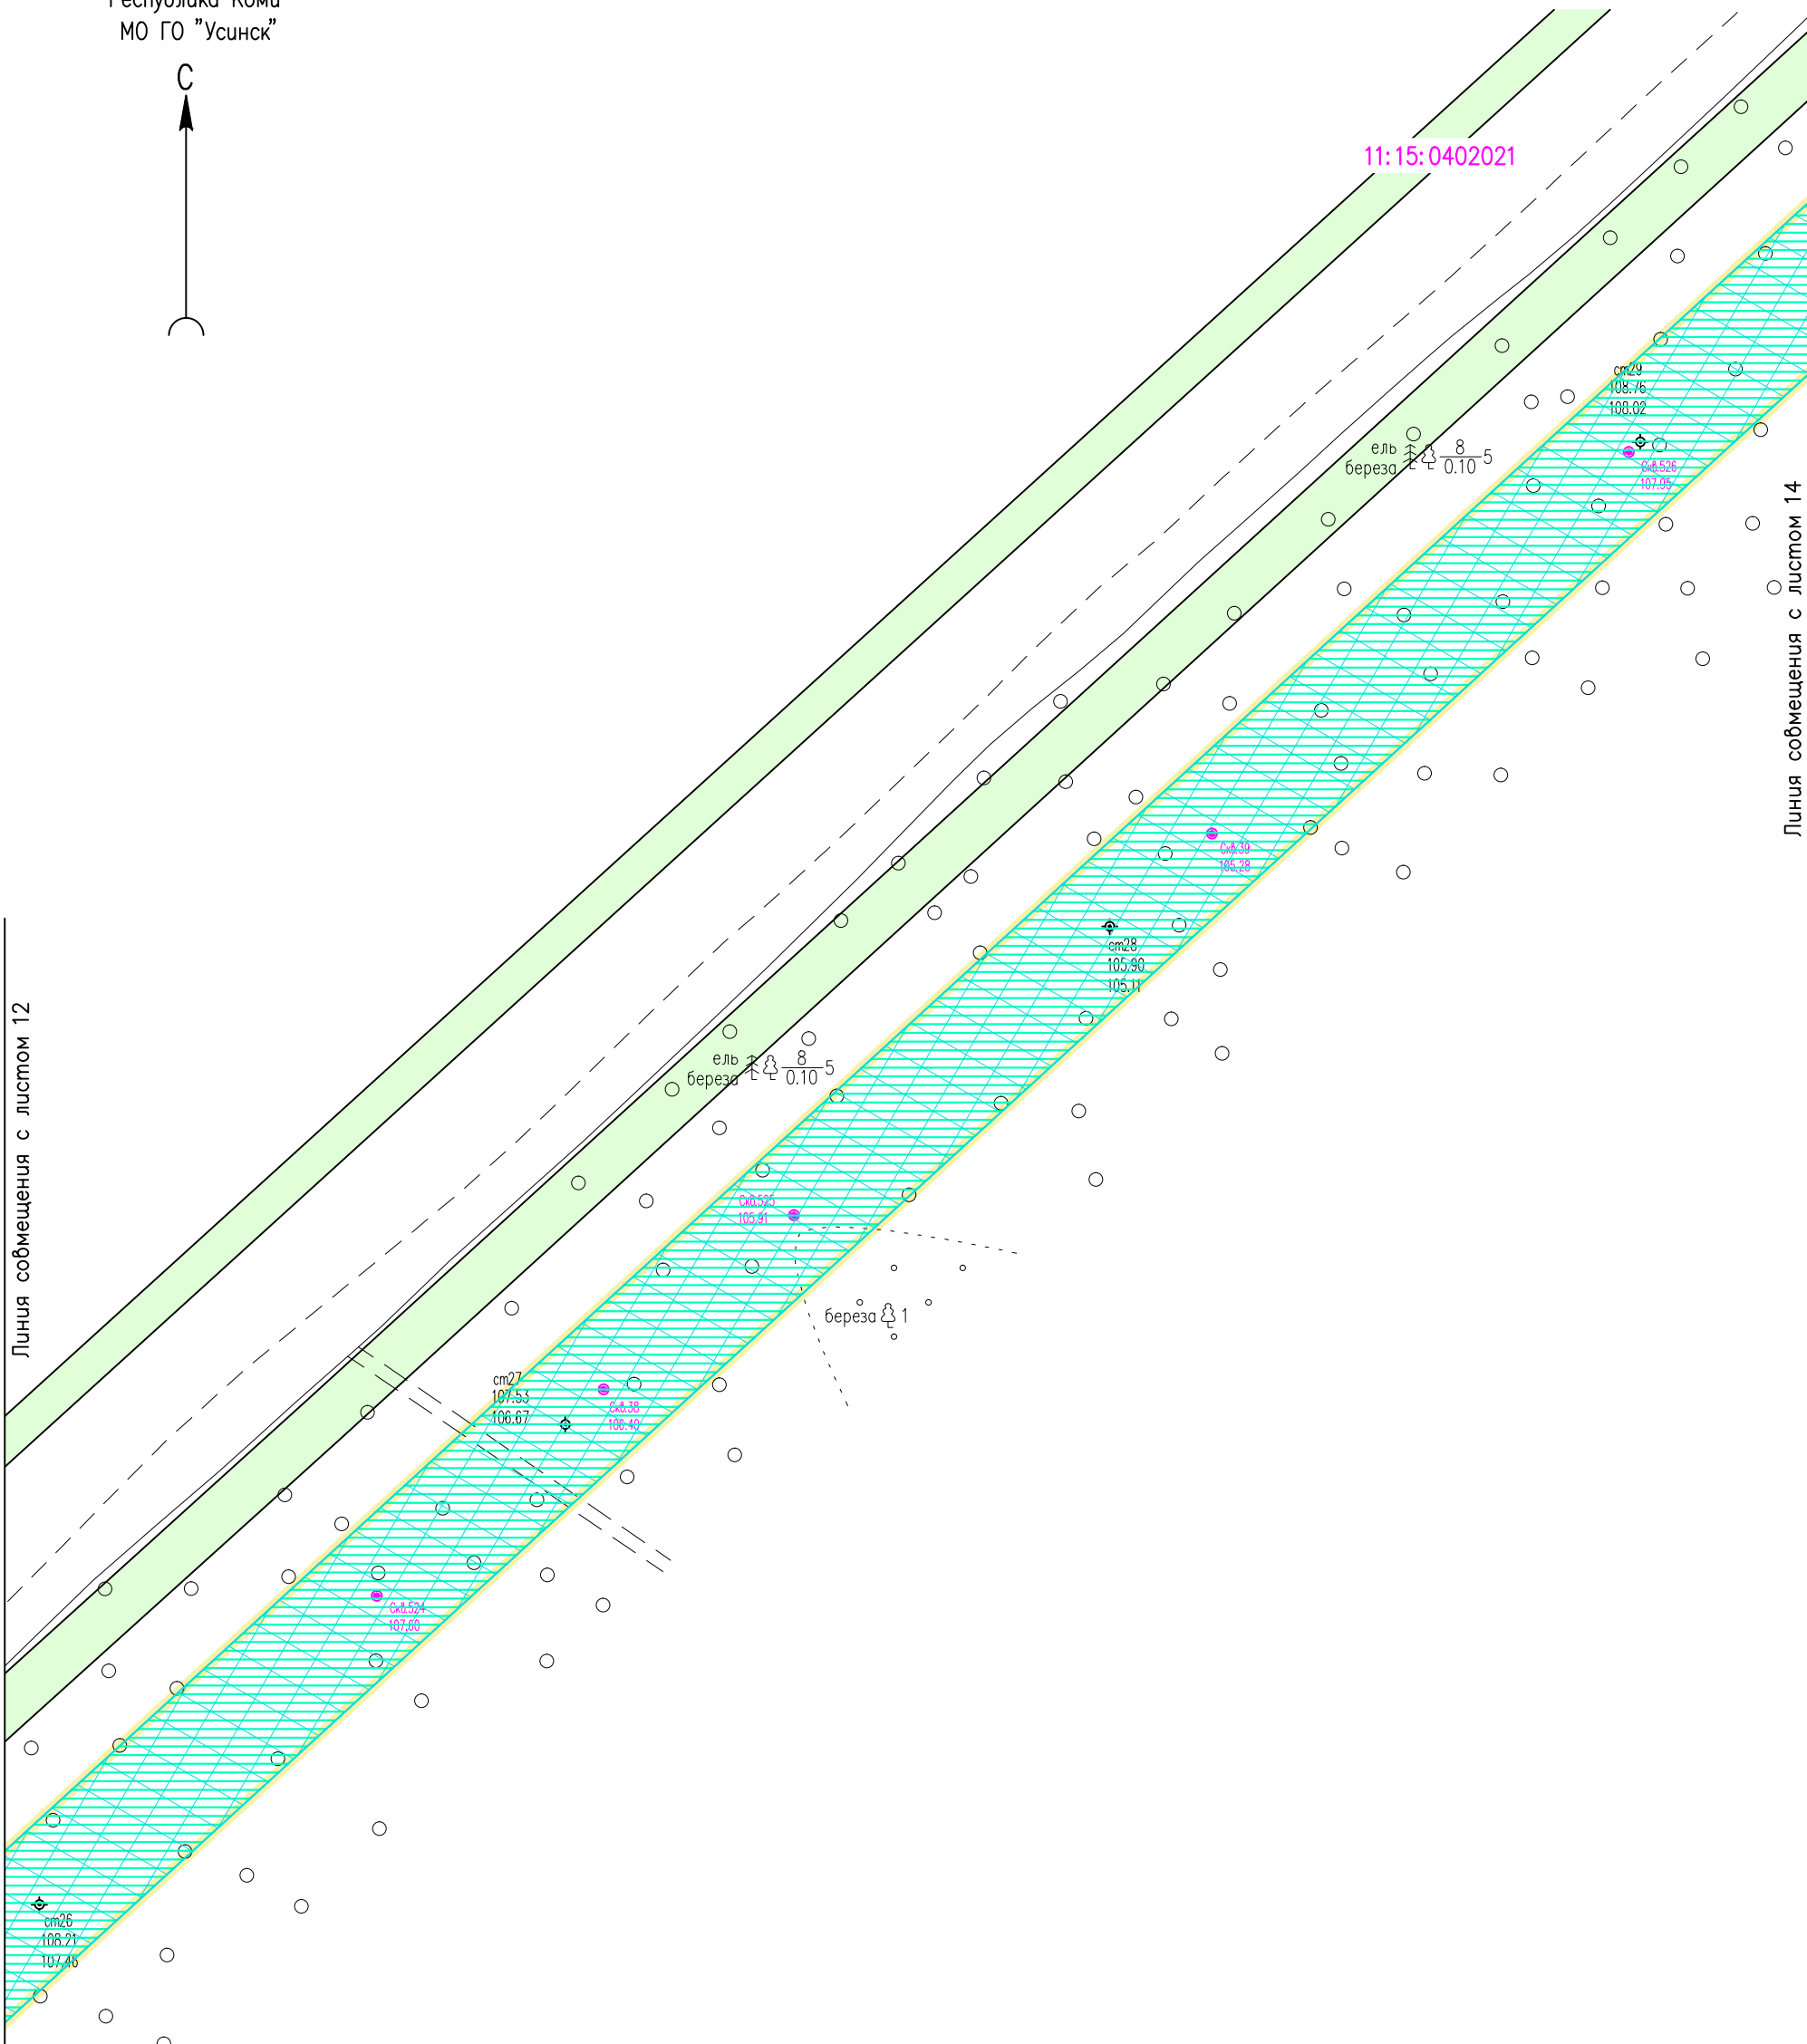 Республика Коми
МО ГО "Усинск"
С
11:15:0402021
ст29
108.76
108.02
ель
береза
8
0.10
5
Скв.526
107.95
Линия совмещения с листом 14
Скв.39
105.28
ст28
105.90
105.11
Линия совмещения с листом 12
ель
береза
8
0.10
5
Скв.525
105.91
береза 1
ст27
107.53
106.67
Скв.38
106.40
Скв.524
107.60
ст26
108.21
107.46